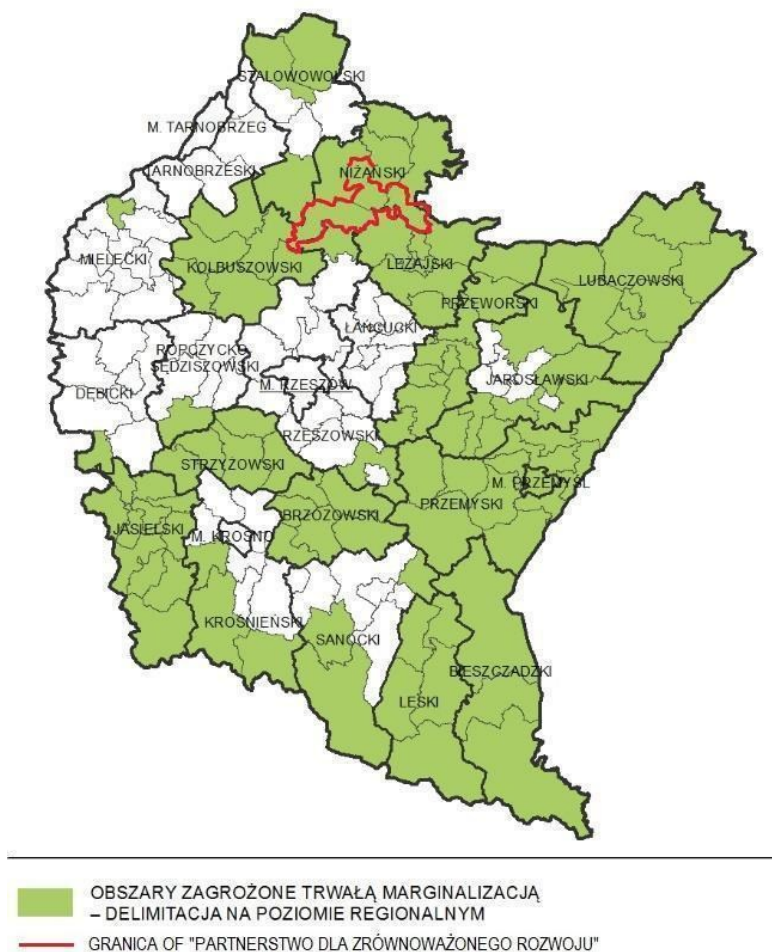 STALOWOWOLSKI
M. TARNOBRZEG
TARNOBRZESKI
NIŻAŃSKI
MIELECKI
KOLBUSZOWSKI
LEŻAJSKI
LUBACZOWSKI
PRZEWORSKI
ŁAŃCUCKI
ROPCZYCKO
SĘDZISZOWSKI
JAROSŁAWSKI
DĘBICKI
M. RZESZÓW
RZESZOWSKI
STRZYŻOWSKI
M. PRZEMYŚL
PRZEMYSKI
BRZOZOWSKI
JASIELSKI
M. KROSNO
KROŚNIEŃSKI
SANOCKI
BIESZCZADZKI
LESKI
OBSZARY ZAGROŻONE TRWAŁĄ MARGINALIZACJĄ
– DELIMITACJA NA POZIOMIE REGIONALNYM
GRANICA OF "PARTNERSTWO DLA ZRÓWNOWAŻONEGO ROZWOJU"